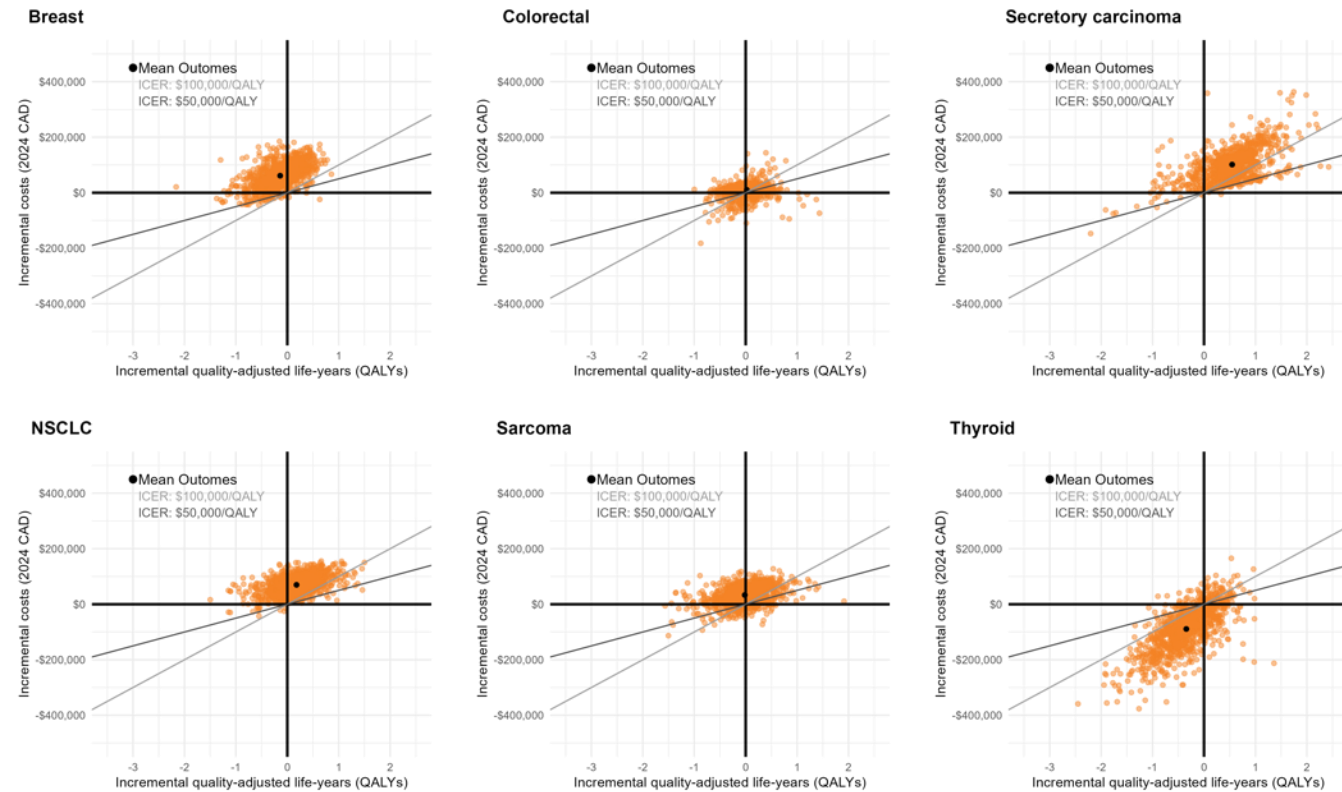 Breast
Incremental costs (2024 CAD)
$400,000
$200,000
$0
-$200,000
-$400,000
Mean Outcomes
ICER: $100,000/QALY
ICER: $50,000/QALY
-3 -2 -1 0 1 2
Incremental quality-adjusted life-years (QALYs)
Colorectal
Incremental costs (2024 CAD)
$400,000
$200,000
$0
-$200,000
-$400,000
Mean Outcomes
ICER: $100,000/QALY
ICER: $50,000/QALY
-3 -2 -1 0 1 2
Incremental quality-adjusted life-years (QALYs)
Secretory carcinoma
Incremental costs (2024 CAD)
$400,000
$200,000
$0
-$200,000
-$400,000
Mean Outcomes
ICER: $100,000/QALY
ICER: $50,000/QALY
-3 -2 -1 0 1 2
Incremental quality-adjusted life-years (QALYs)
NSCLC
Incremental costs (2024 CAD)
$400,000
$200,000
$0
-$200,000
-$400,000
Mean Outcomes
ICER: $100,000/QALY
ICER: $50,000/QALY
-3 -2 -1 0 1 2
Incremental quality-adjusted life-years (QALYs)
Sarcoma
Incremental costs (2024 CAD)
$400,000
$200,000
$0
-$200,000
-$400,000
Mean Outcomes
ICER: $100,000/QALY
ICER: $50,000/QALY
-3 -2 -1 0 1 2
Incremental quality-adjusted life-years (QALYs)
Thyroid
Incremental costs (2024 CAD)
$400,000
$200,000
$0
-$200,000
-$400,000
Mean Outcomes
ICER: $100,000/QALY
ICER: $50,000/QALY
-3 -2 -1 0 1 2
Incremental quality-adjusted life-years (QALYs)